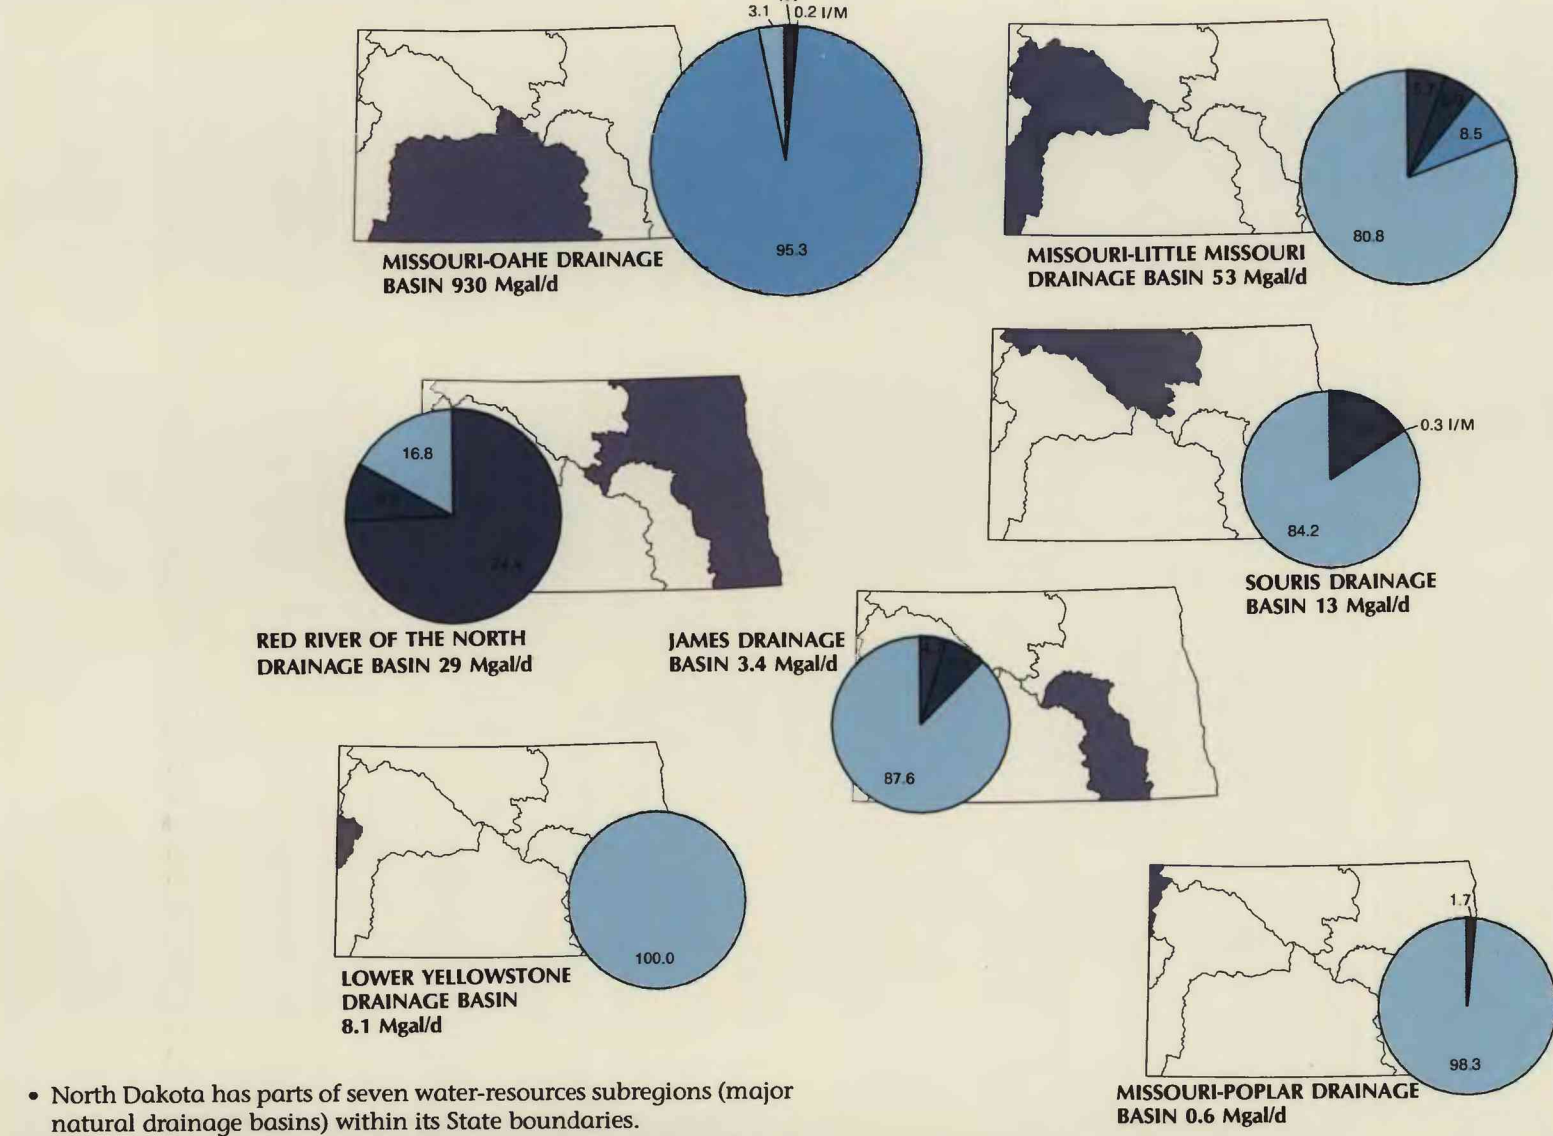 3.1
0.2 I/M
95.3
MISSOURI-OAHE DRAINAGE
BASIN 930 Mgal/d
8.5
80.8
MISSOURI-LITTLE MISSOURI
DRAINAGE BASIN 53 Mgal/d
16.8
RED RIVER OF THE NORTH
DRAINAGE BASIN 29 Mgal/d
0.3 I/M
84.2
SOURIS DRAINAGE
BASIN 13 Mgal/d
JAMES DRAINAGE
BASIN 3.4 Mgal/d
87.6
100.0
LOWER YELLOWSTONE
DRAINAGE BASIN
8.1 Mgal/d
1.7
98.3
MISSOURI-POPLAR DRAINAGE
BASIN 0.6 Mgal/d
• North Dakota has parts of seven water-resources subregions (major
natural drainage basins) within its State boundaries.